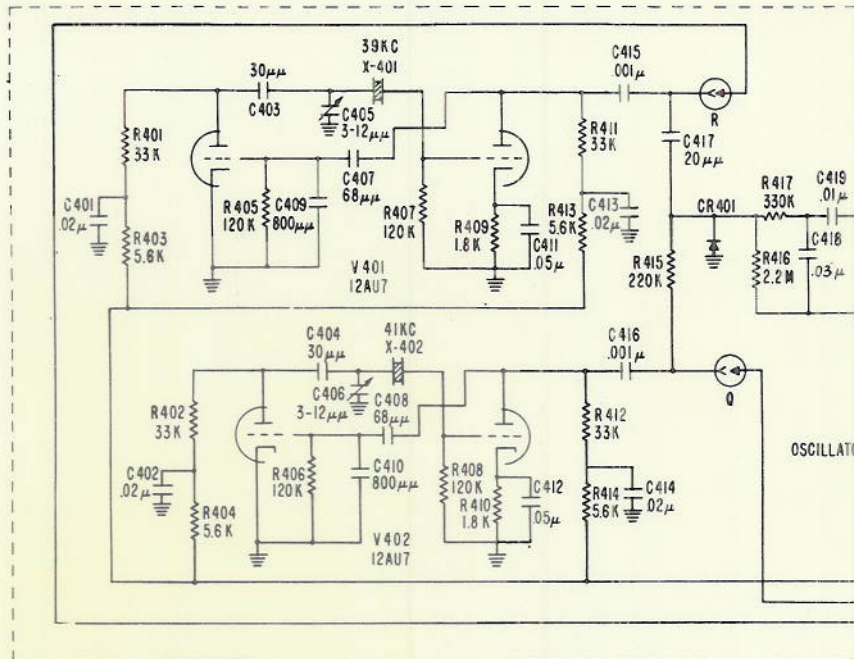 39KC
X-401
C415
.001μ
30μμ
C403
C405
3-12μμ
R
R401
33K
R411
33K
C417
20μμ
C407
68μμ
C419
.01μ
R417
330K
CR401
C401
.02μ
R405
120K
C409
800μμ
R407
120K
R409
1.8K
R413
5.6K
C413
.02μ
C418
.03μ
R403
5.6K
C411
.05μ
R415
220K
R416
2.2M
V401
12AU7
C404
30μμ
41KC
X-402
C416
.001μ
C406
3-12μμ
C408
68μμ
Q
R402
33K
R412
33K
C402
.02μ
R406
120K
C410
800μμ
R408
120K
C412
.05μ
OSCILLATO
R404
5.6K
R410
1.8K
R414
5.6K
C414
.02μ
V402
12AU7